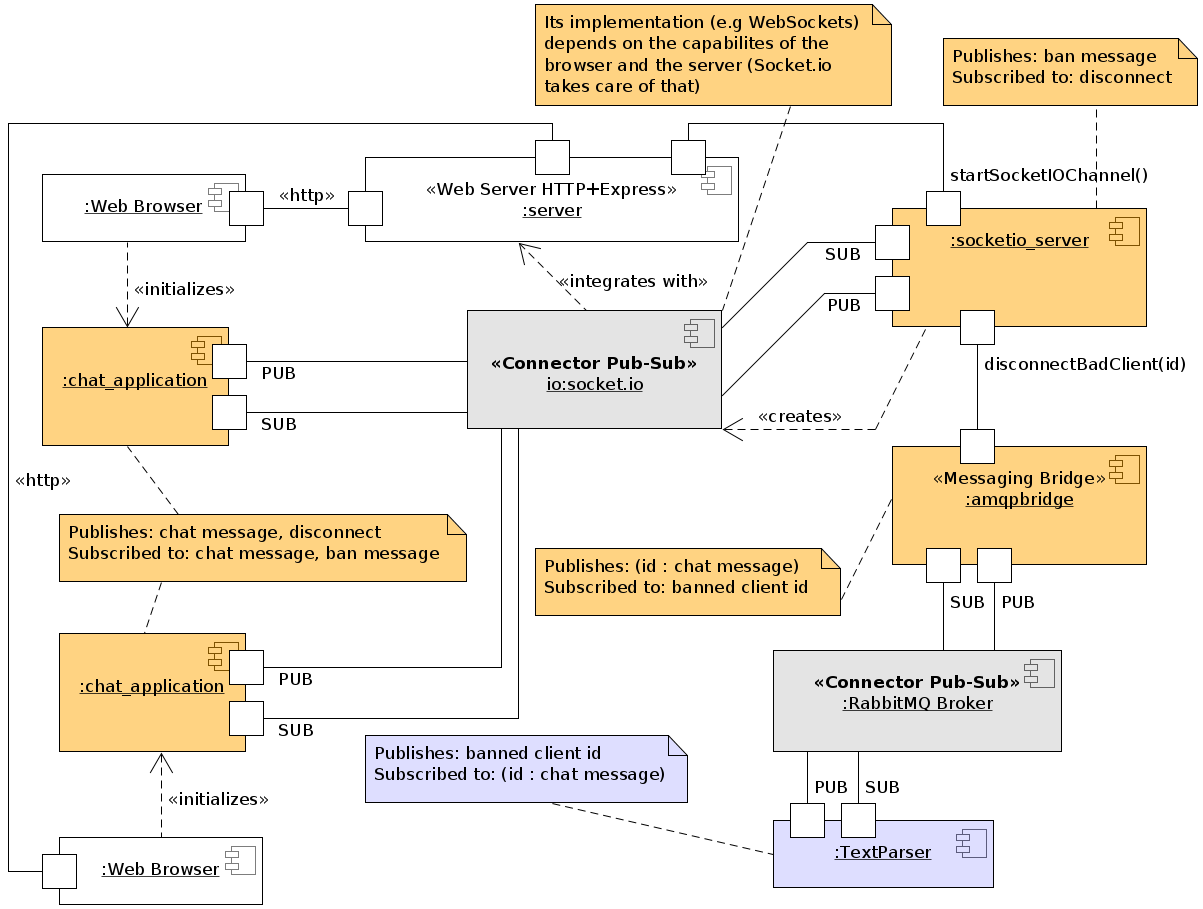 Its implementation (e.g WebSockets)
depends on the capabilites of the
browser and the server (Socket.io
takes care of that)
Publishes: ban message
Subscribed to: disconnect
:Web Browser
«http»
«Web Server HTTP+Express»
:server
startSocketIOChannel()
:socketio_server
SUB
PUB
«integrates with»
«initializes»
:chat_application
PUB
SUB
«Connector Pub-Sub»
io:socket.io
disconnectBadClient(id)
«creates»
«http»
«Messaging Bridge»
:amqpbridge
Publishes: chat message, disconnect
Subscribed to: chat message, ban message
Publishes: (id : chat message)
Subscribed to: banned client id
SUB
PUB
:chat_application
PUB
SUB
«Connector Pub-Sub»
:RabbitMQ Broker
Publishes: banned client id
Subscribed to: (id : chat message)
PUB
SUB
«initializes»
:TextParser
:Web Browser